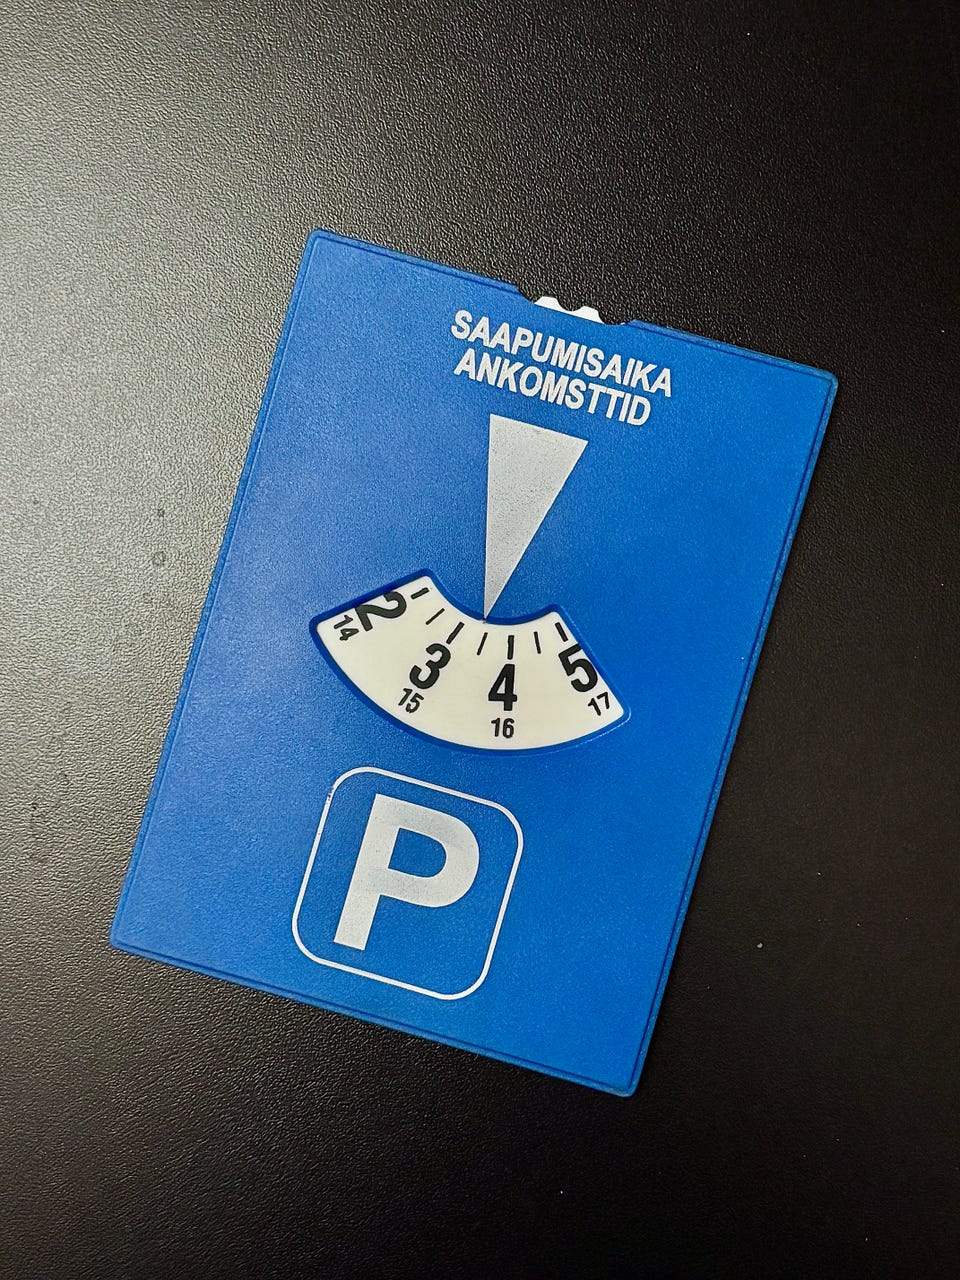 SAAPUMISAIKA
ANKOMSTTID
2 3 4 5
14 15 16 17
P